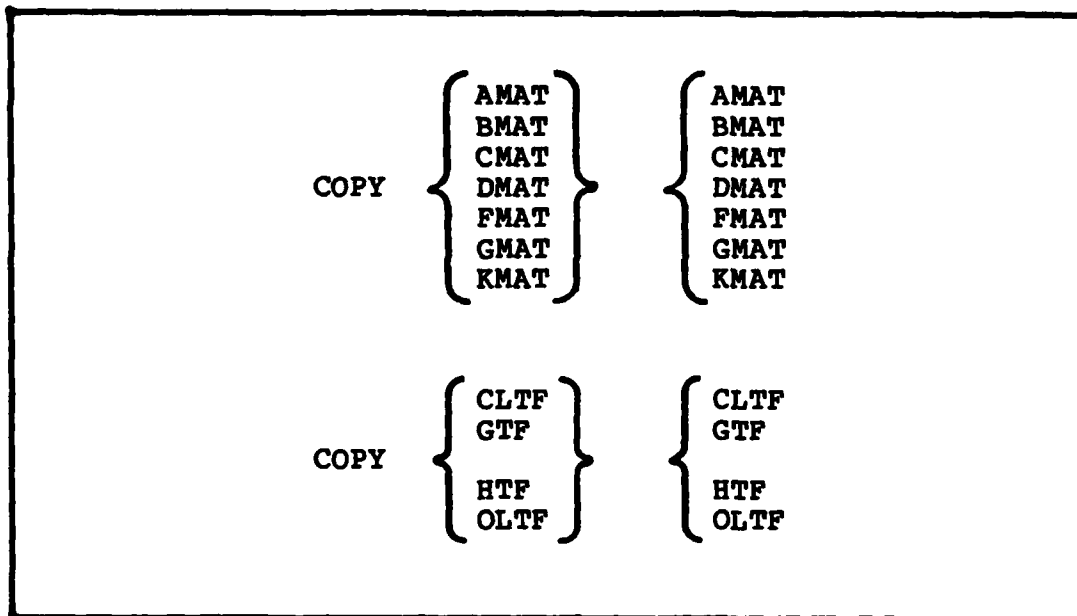 AMAT AMAT
BMAT BMAT
CMAT CMAT
COPY DMAT DMAT
FMAT FMAT
GMAT GMAT
KMAT KMAT
CLTF CLTF
GTF GTF
COPY
HTF HTF
OLTF OLTF